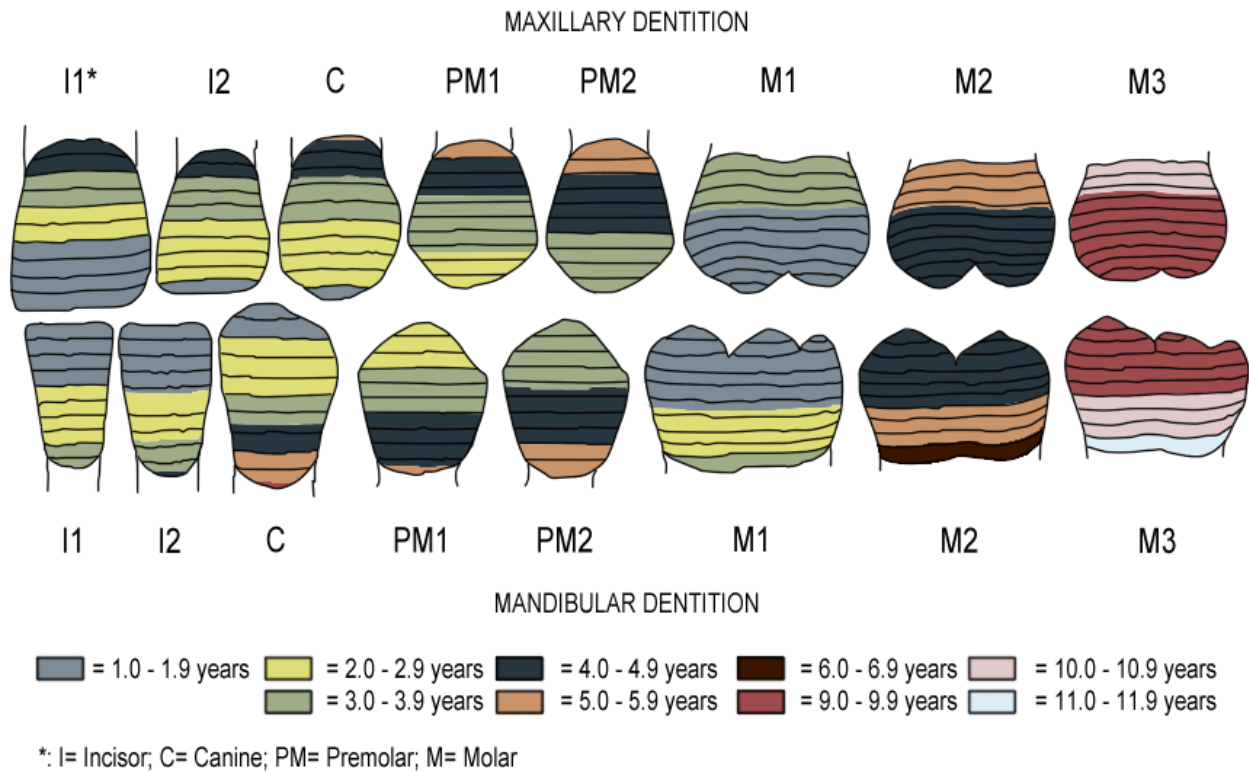 MAXILLARY DENTITION
I1* I2 C PM1 PM2 M1 M2 M3
I1 I2 C PM1 PM2 M1 M2 M3
MANDIBULAR DENTITION
= 1.0 - 1.9 years = 2.0 - 2.9 years = 4.0 - 4.9 years = 6.0 - 6.9 years = 10.0 - 10.9 years
= 3.0 - 3.9 years = 5.0 - 5.9 years = 9.0 - 9.9 years = 11.0 - 11.9 years
*: I= Incisor; C= Canine; PM= Premolar; M= Molar